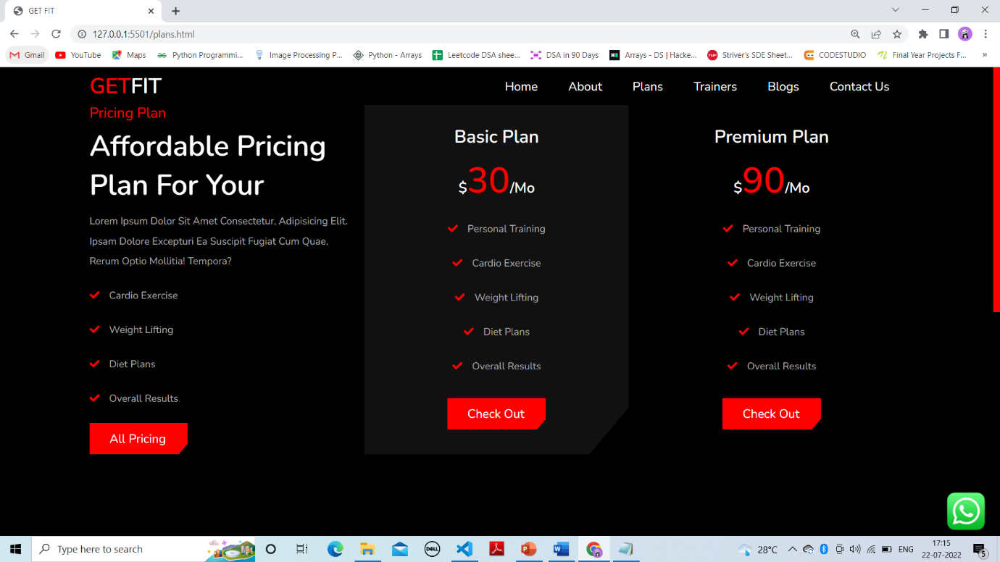 GET FIT
127.0.0.1:5501/plans.html
Gmail
YouTube
Maps
Python Programmi...
Image Processing P...
Python - Arrays
Leetcode DSA shee...
DSA in 90 Days
Arrays - DS | Hacke...
Striver's SDE Sheet...
CODESTUDIO
Final Year Projects F...
»
GETFIT
Home
About
Plans
Trainers
Blogs
Contact Us
Pricing Plan
Affordable Pricing
Plan For Your
Lorem Ipsum Dolor Sit Amet Consectetur, Adipisicing Elit.
Ipsam Dolore Excepturi Ea Suscipit Fugiat Cum Quae,
Rerum Optio Mollitia! Tempora?
Cardio Exercise
Weight Lifting
Diet Plans
Overall Results
All Pricing
Basic Plan
$30/Mo
Personal Training
Cardio Exercise
Weight Lifting
Diet Plans
Overall Results
Check Out
Premium Plan
$90/Mo
Personal Training
Cardio Exercise
Weight Lifting
Diet Plans
Overall Results
Check Out
Type here to search
DELL
28°C
ENG
17:15
22-07-2022
5